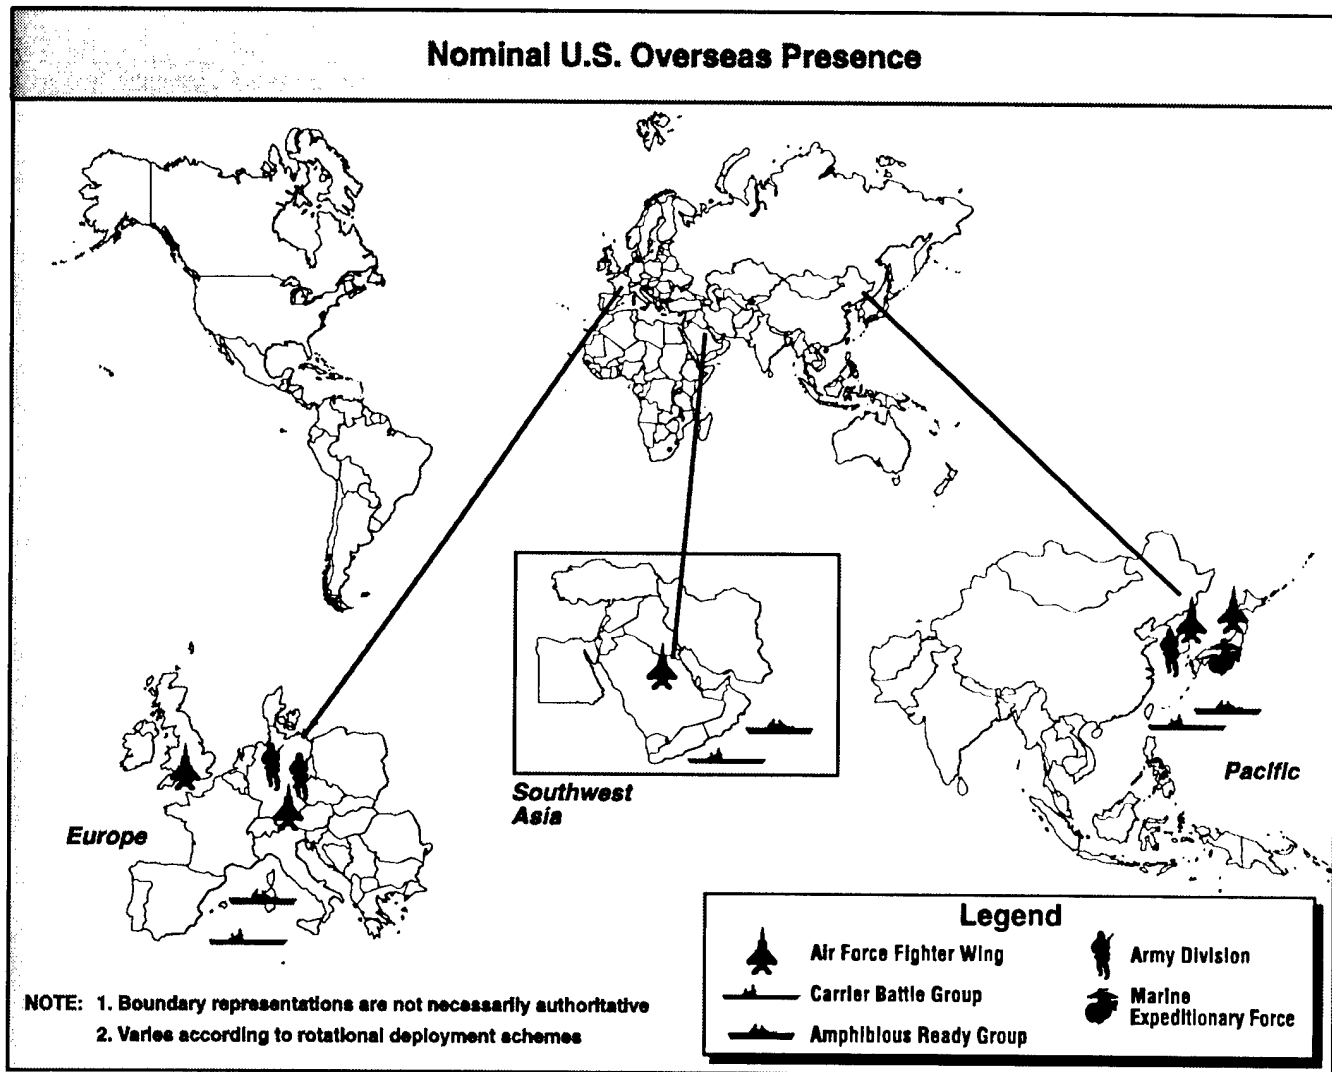 Nominal U.S. Overseas Presence
Europe
Southwest
Asia
Pacific
Legend
Air Force Fighter Wing
Carrier Battle Group
Amphibious Ready Group
Army Division
Marine
Expeditionary Force
NOTE: 1. Boundary representations are not necessarily authoritative
2. Varies according to rotational deployment schemes